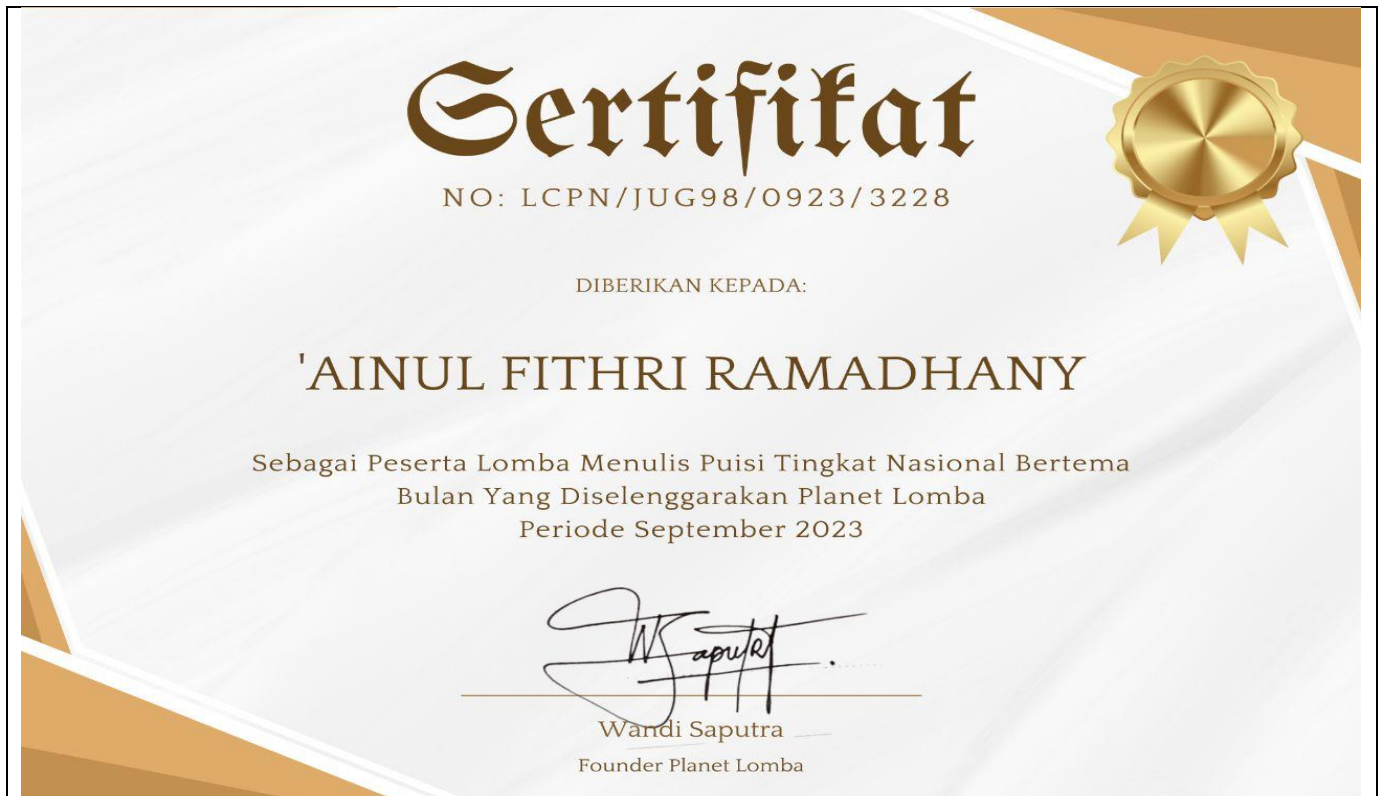 Sertifikat
NO: LCPN/JUG98/0923/3228
DIBERIKAN KEPADA:
'AINUL FITHRI RAMADHANY
Sebagai Peserta Lomba Menulis Puisi Tingkat Nasional Bertema
Bulan Yang Diselenggarakan Planet Lomba
Periode September 2023
WSaputra
Wandi Saputra
Founder Planet Lomba